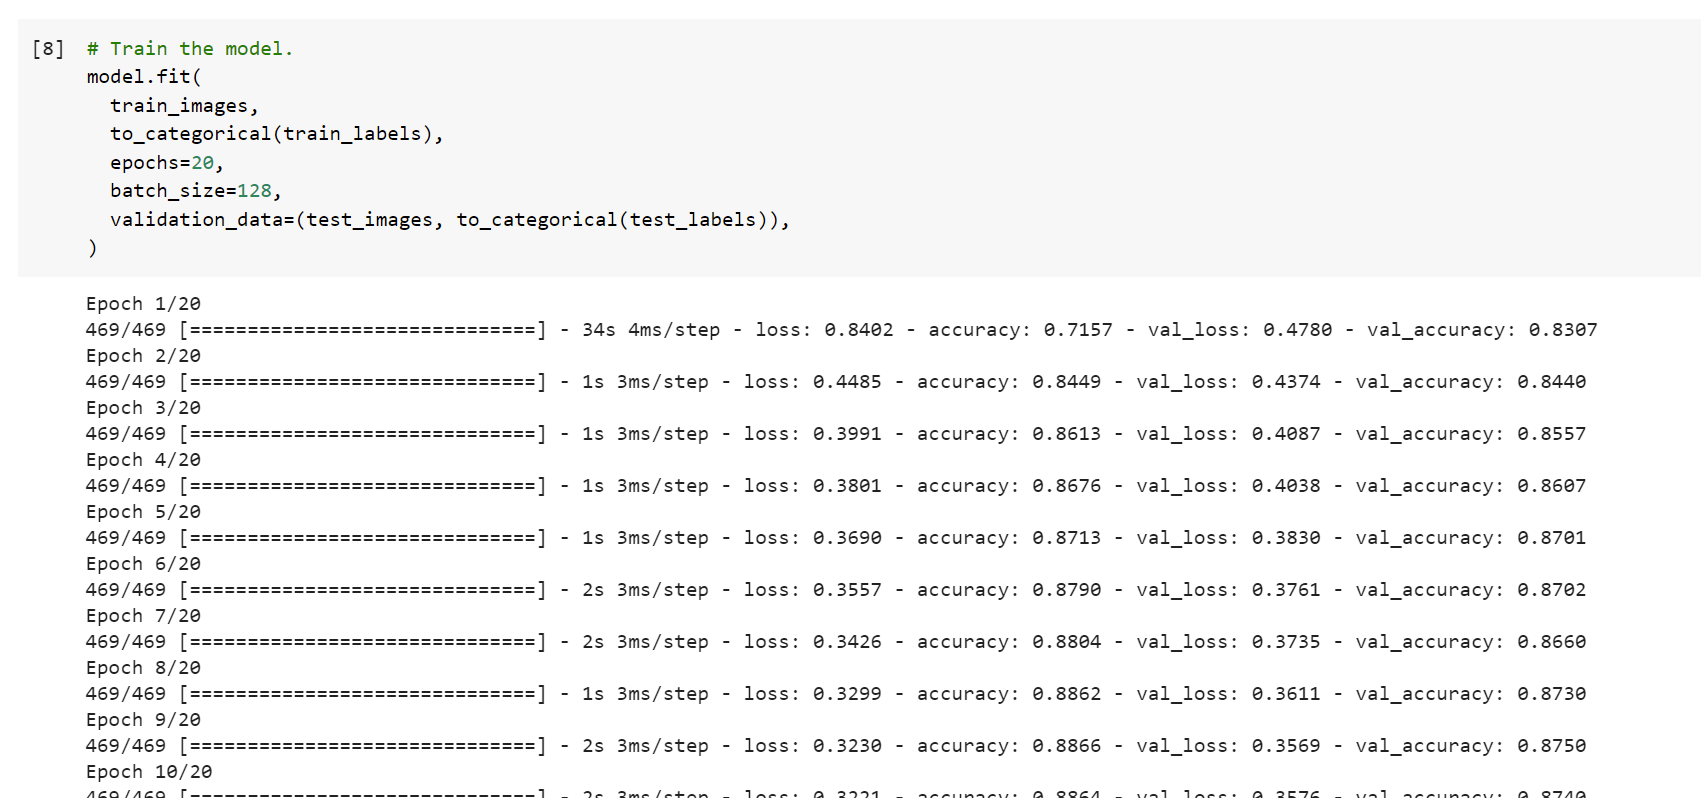 [8] # Train the model.
model.fit(
  train_images,
  to_categorical(train_labels),
  epochs=20,
  batch_size=128,
  validation_data=(test_images, to_categorical(test_labels)),
)
Epoch 1/20
469/469 [==============================] - 34s 4ms/step - loss: 0.8402 - accuracy: 0.7157 - val_loss: 0.4780 - val_accuracy: 0.8307
Epoch 2/20
469/469 [==============================] - 1s 3ms/step - loss: 0.4485 - accuracy: 0.8449 - val_loss: 0.4374 - val_accuracy: 0.8440
Epoch 3/20
469/469 [==============================] - 1s 3ms/step - loss: 0.3991 - accuracy: 0.8613 - val_loss: 0.4087 - val_accuracy: 0.8557
Epoch 4/20
469/469 [==============================] - 1s 3ms/step - loss: 0.3801 - accuracy: 0.8676 - val_loss: 0.4038 - val_accuracy: 0.8607
Epoch 5/20
469/469 [==============================] - 1s 3ms/step - loss: 0.3690 - accuracy: 0.8713 - val_loss: 0.3830 - val_accuracy: 0.8701
Epoch 6/20
469/469 [==============================] - 2s 3ms/step - loss: 0.3557 - accuracy: 0.8790 - val_loss: 0.3761 - val_accuracy: 0.8702
Epoch 7/20
469/469 [==============================] - 2s 3ms/step - loss: 0.3426 - accuracy: 0.8804 - val_loss: 0.3735 - val_accuracy: 0.8660
Epoch 8/20
469/469 [==============================] - 1s 3ms/step - loss: 0.3299 - accuracy: 0.8862 - val_loss: 0.3611 - val_accuracy: 0.8730
Epoch 9/20
469/469 [==============================] - 2s 3ms/step - loss: 0.3230 - accuracy: 0.8866 - val_loss: 0.3569 - val_accuracy: 0.8750
Epoch 10/20
469/469 [==============================] - 2s 3ms/step - loss: - accuracy: - val_loss: - val_accuracy: